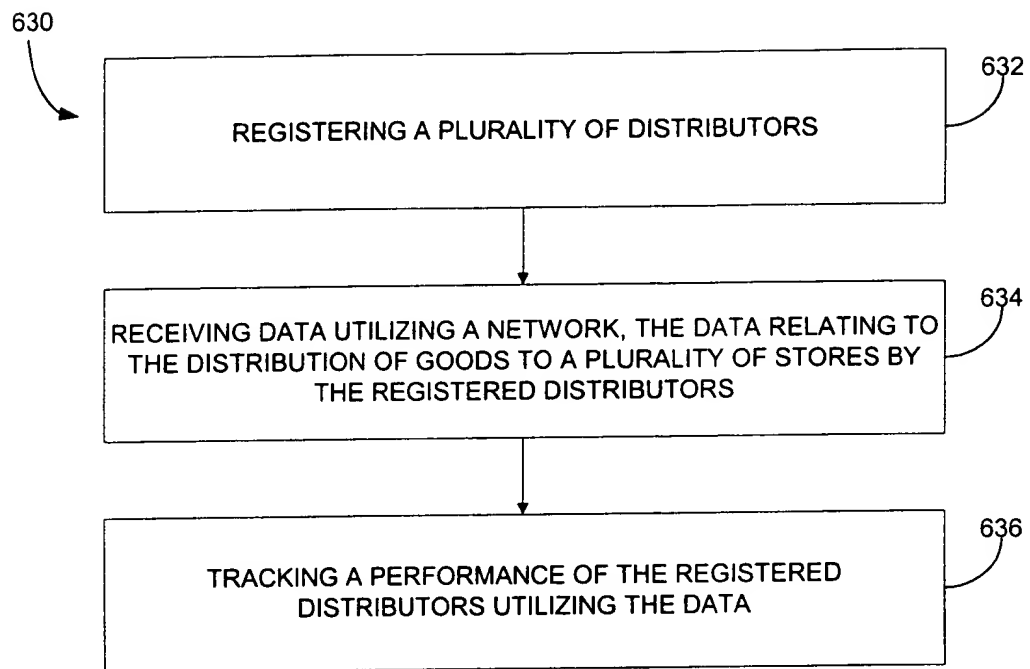 630
632
REGISTERING A PLURALITY OF DISTRIBUTORS
634
RECEIVING DATA UTILIZING A NETWORK, THE DATA RELATING TO
THE DISTRIBUTION OF GOODS TO A PLURALITY OF STORES BY
THE REGISTERED DISTRIBUTORS
636
TRACKING A PERFORMANCE OF THE REGISTERED
DISTRIBUTORS UTILIZING THE DATA